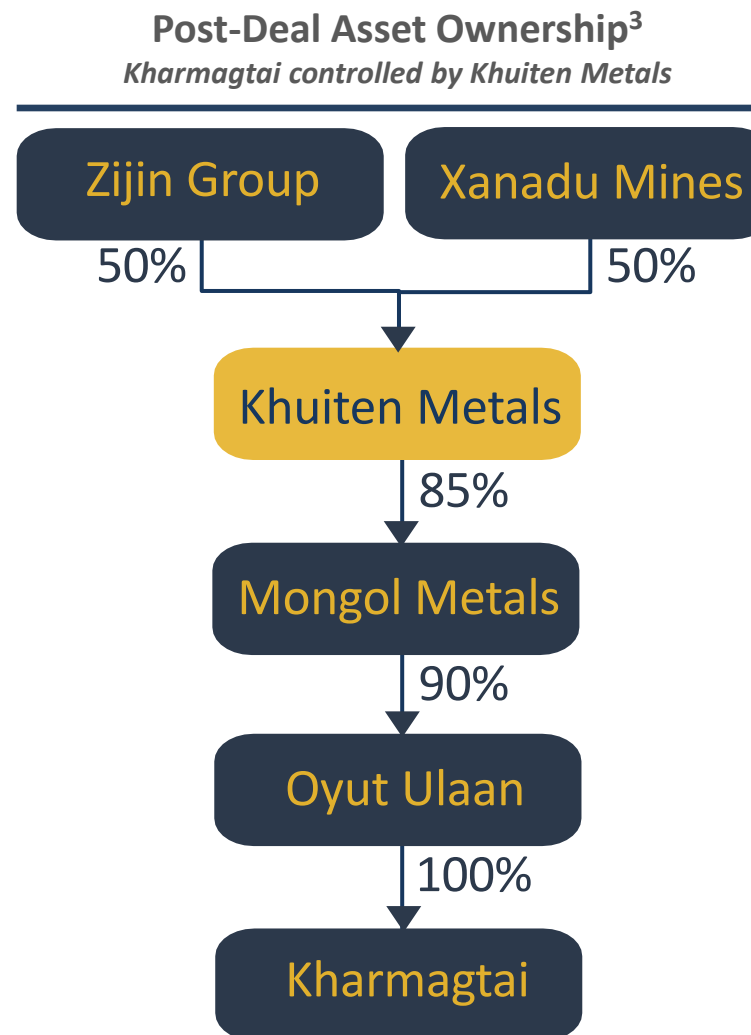 Post-Deal Asset Ownership³
Kharmagtai controlled by Khuiten Metals
Zijin Group
Xanadu Mines
50%
50%
Khuiten Metals
85%
Mongol Metals
90%
Oyut Ulaan
100%
Kharmagtai